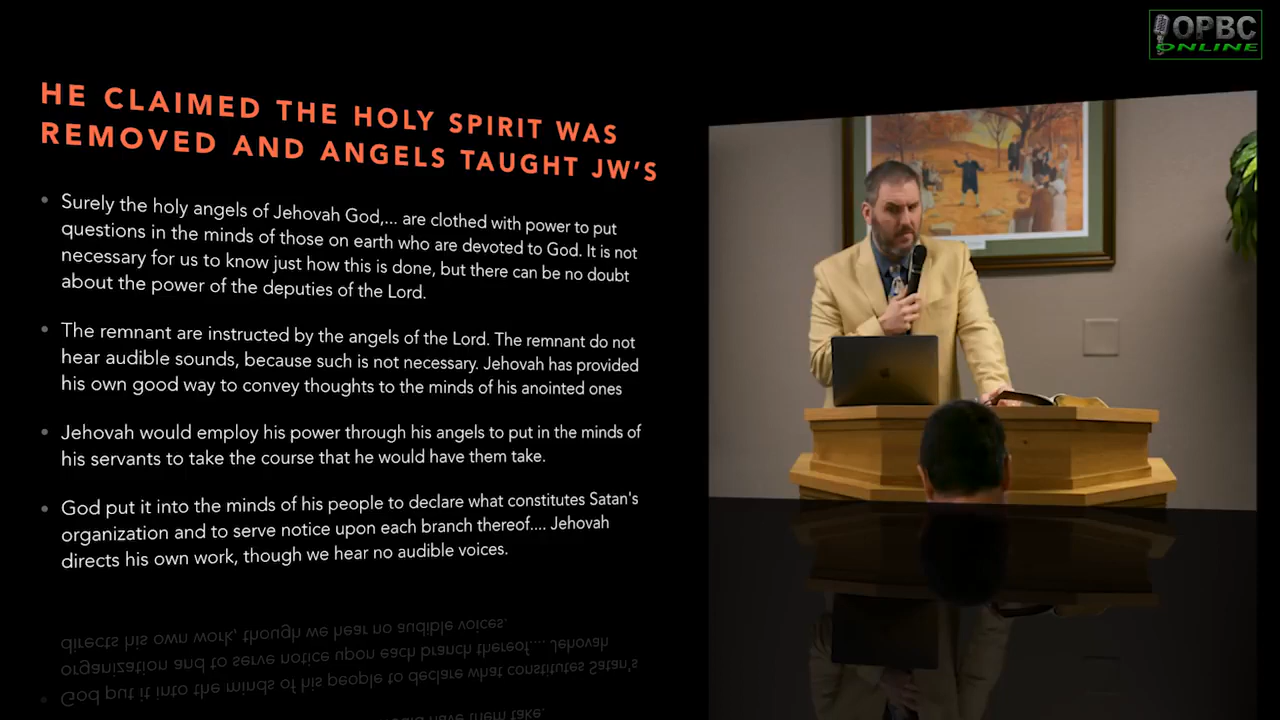 OPBC
ONLINE
HE CLAIMED THE HOLY SPIRIT WAS
REMOVED AND ANGELS TAUGHT JW'S
• Surely the holy angels of Jehovah God,... are clothed with power to put
questions in the minds of those on earth who are devoted to God. It is not
necessary for us to know just how this is done, but there can be no doubt
about the power of the deputies of the Lord.
• The remnant are instructed by the angels of the Lord. The remnant do not
hear audible sounds, because such is not necessary. Jehovah has provided
his own good way to convey thoughts to the minds of his anointed ones
• Jehovah would employ his power through his angels to put in the minds of
his servants to take the course that he would have them take.
• God put it into the minds of his people to declare what constitutes Satan's
organization and to serve notice upon each branch thereof.... Jehovah
directs his own work, though we hear no audible voices.